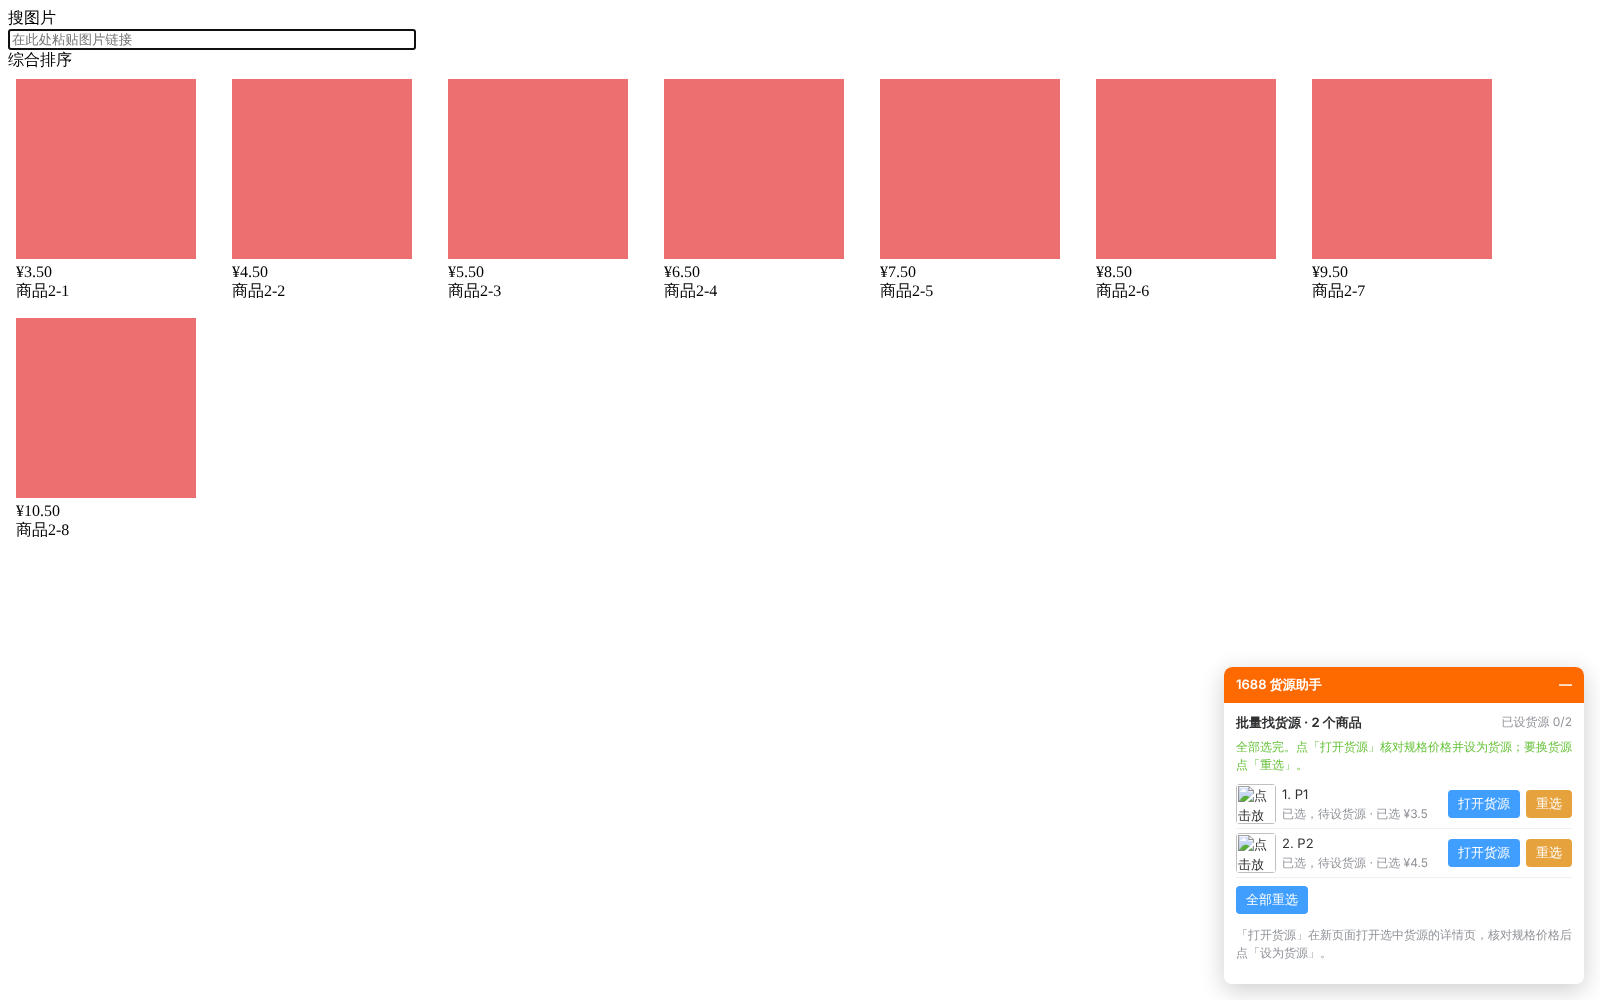 搜图片
在此处粘贴图片链接
综合排序
¥3.50
商品2-1
¥4.50
商品2-2
¥5.50
商品2-3
¥6.50
商品2-4
¥7.50
商品2-5
¥8.50
商品2-6
¥9.50
商品2-7
¥10.50
商品2-8
1688 货源助手
批量找货源 · 2 个商品
已设货源 0/2
全部选完。点「打开货源」核对规格价格并设为货源；要换货源
点「重选」。
点
击放
1. P1
已选，待设货源 · 已选 ¥3.5
打开货源
重选
点
击放
2. P2
已选，待设货源 · 已选 ¥4.5
打开货源
重选
全部重选
「打开货源」在新页面打开选中货源的详情页，核对规格价格后
点「设为货源」。